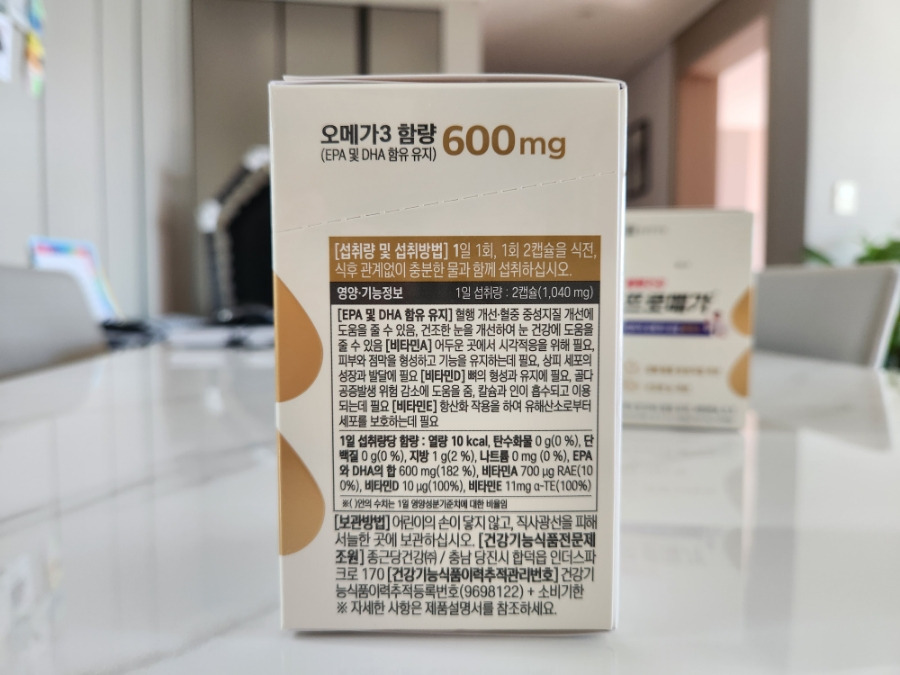 오메가3 함량 600mg
(EPA 및 DHA 함유 유지)
[섭취량 및 섭취방법] 1일 1회, 1회 2캡슐을 식전,
식후 관계없이 충분한 물과 함께 섭취하십시오.
영양·기능정보 1일 섭취량 : 2캡슐(1,040 mg)
[EPA 및 DHA 함유 유지] 혈행 개선·혈중 중성지질 개선에
도움을 줄 수 있음, 건조한 눈을 개선하여 눈 건강에 도움을
줄 수 있음 [비타민A] 어두운 곳에서 시각적응을 위해 필요,
피부와 점막을 형성하고 기능을 유지하는데 필요, 상피 세포의
성장과 발달에 필요 [비타민D] 뼈의 형성과 유지에 필요, 골다
공증발생 위험 감소에 도움을 줌, 칼슘과 인이 흡수되고 이용
되는데 필요 [비타민E] 항산화 작용을 하여 유해산소로부터
세포를 보호하는데 필요
1일 섭취량당 함량 : 열량 10 kcal, 탄수화물 0 g(0 %), 단
백질 0 g(0 %), 지방 1 g(2 %), 나트륨 0 mg (0 %), EPA
와 DHA의 합 600 mg(182 %), 비타민A 700 μg RAE(10
0%), 비타민D 10 μg(100%), 비타민E 11mg α-TE(100%)
※( )안의 수치는 1일 영양성분기준치에 대한 비율임
[보관방법] 어린이의 손이 닿지 않고, 직사광선을 피해
서늘한 곳에 보관하십시오. [건강기능식품전문제
조원] 종근당건강㈜ / 충남 당진시 합덕읍 인더스파
크로 170 [건강기능식품이력추적관리번호] 건강기
능식품이력추적등록번호(9698122) + 소비기한
※ 자세한 사항은 제품설명서를 참조하세요.
프로메가